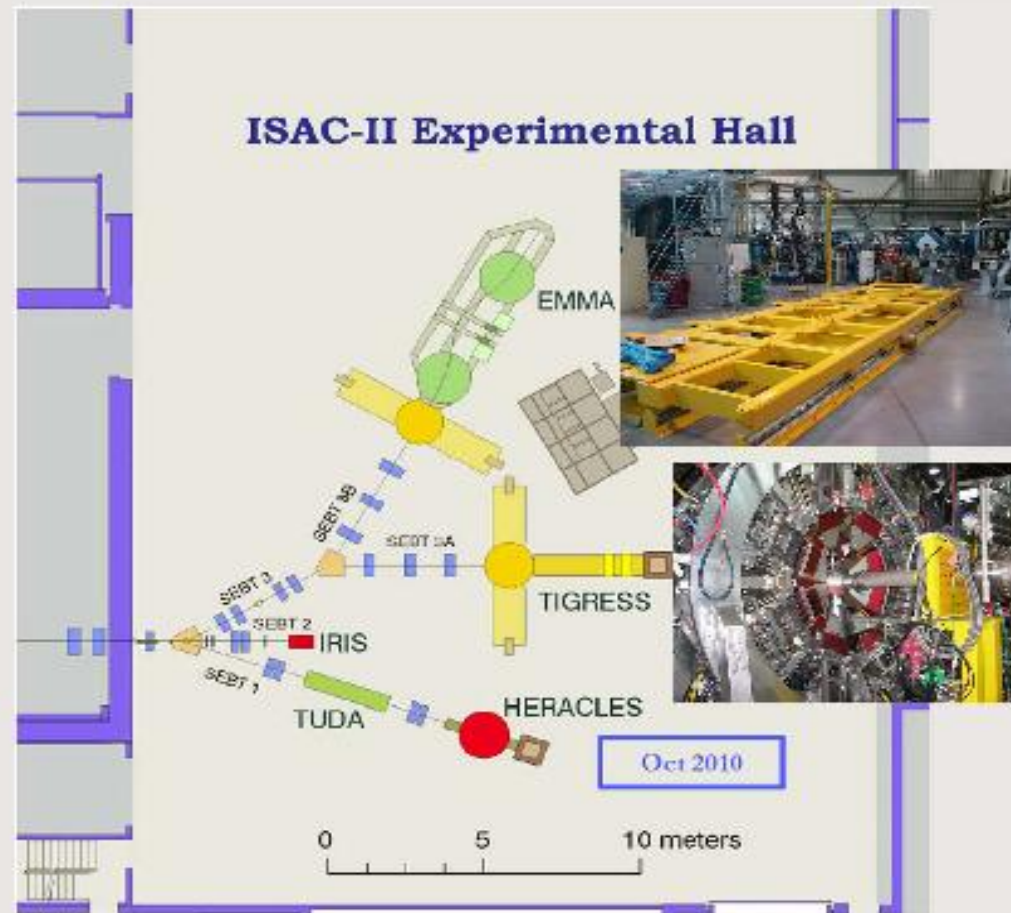 ISAC-II Experimental Hall
EMMA
SEBT 3B
SEBT 3A
TIGRESS
SEBT 3
SEBT 2
IRIS
SEBT 1
TUDA
HERACLES
Oct 2010
0 5 10 meters